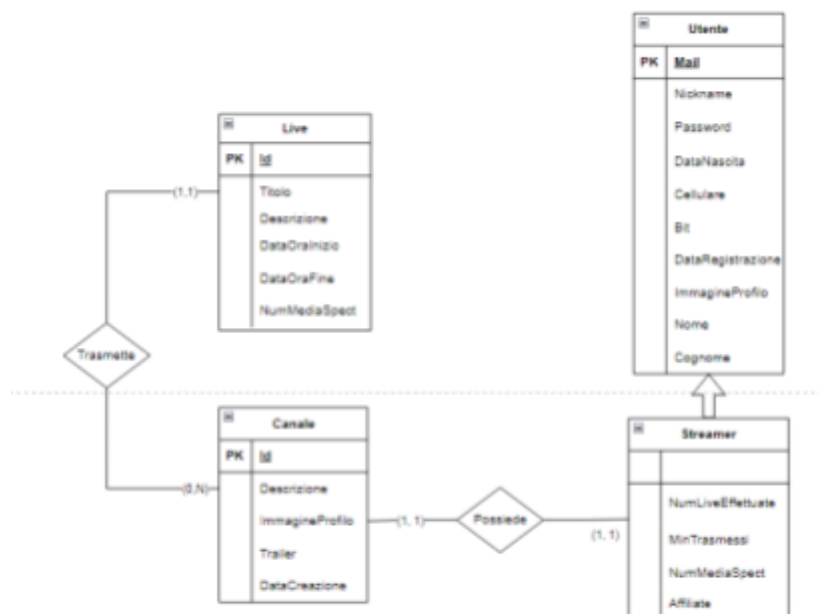 Utente
PK Mail
Nickname
Password
DataNascita
Cellulare
Bit
DataRegistrazione
ImmagineProfilo
Nome
Cognome
Live
PK Id
Titolo
Descrizione
DataOraInizio
DataOraFine
NumMediaSpect
(1,1)
Trasmette
(0,N)
Canale
PK Id
Descrizione
ImmagineProfilo
Trailer
DataCreazione
(1, 1)
Possiede
(1, 1)
Streamer
NumLiveEffettuate
MinTrasmessi
NumMediaSpect
Affiliate